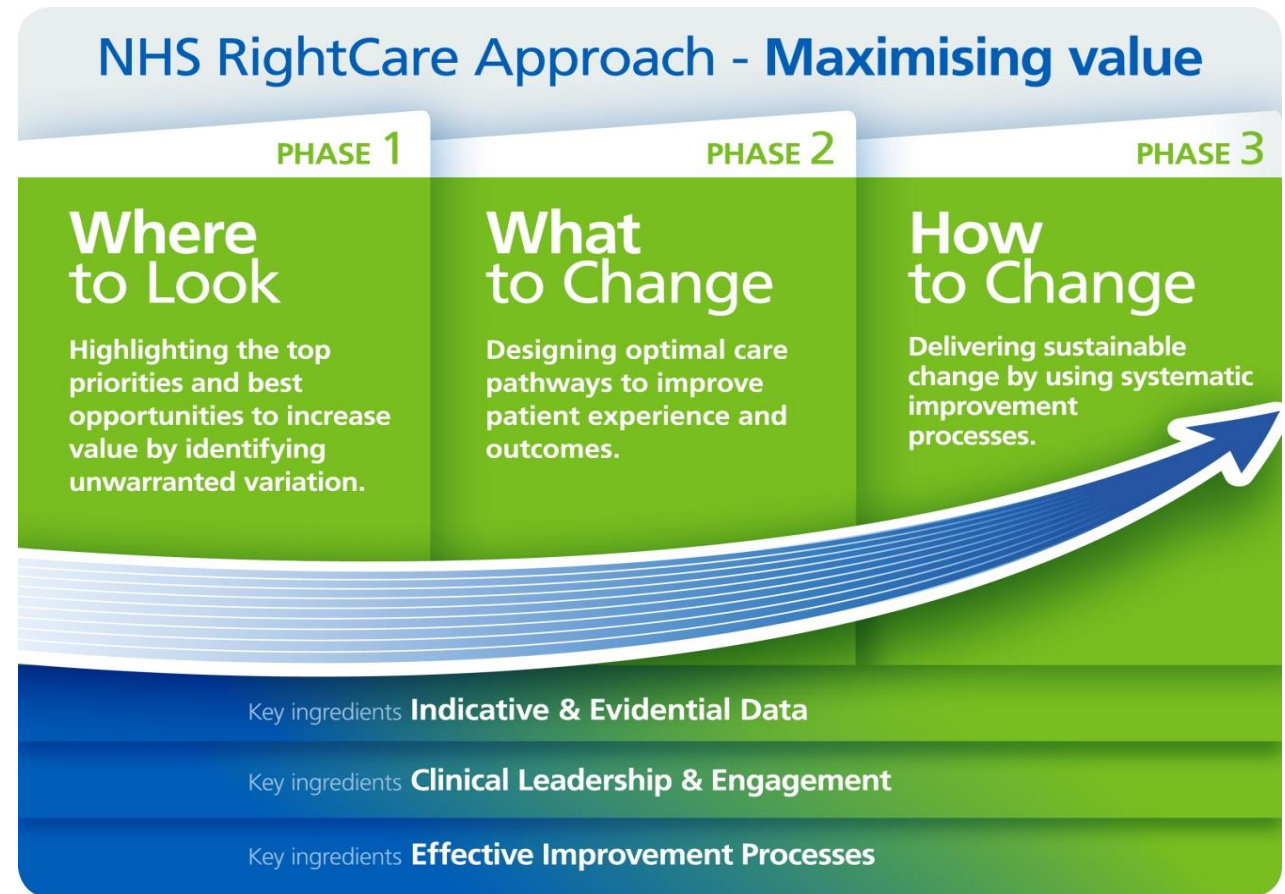 NHS RightCare Approach - Maximising value
PHASE 1
Where
to Look
Highlighting the top
priorities and best
opportunities to increase
value by identifying
unwarranted variation.
PHASE 2
What
to Change
Designing optimal care
pathways to improve
patient experience and
outcomes.
PHASE 3
How
to Change
Delivering sustainable
change by using systematic
improvement
processes.
Key ingredients Indicative & Evidential Data
Key ingredients Clinical Leadership & Engagement
Key ingredients Effective Improvement Processes